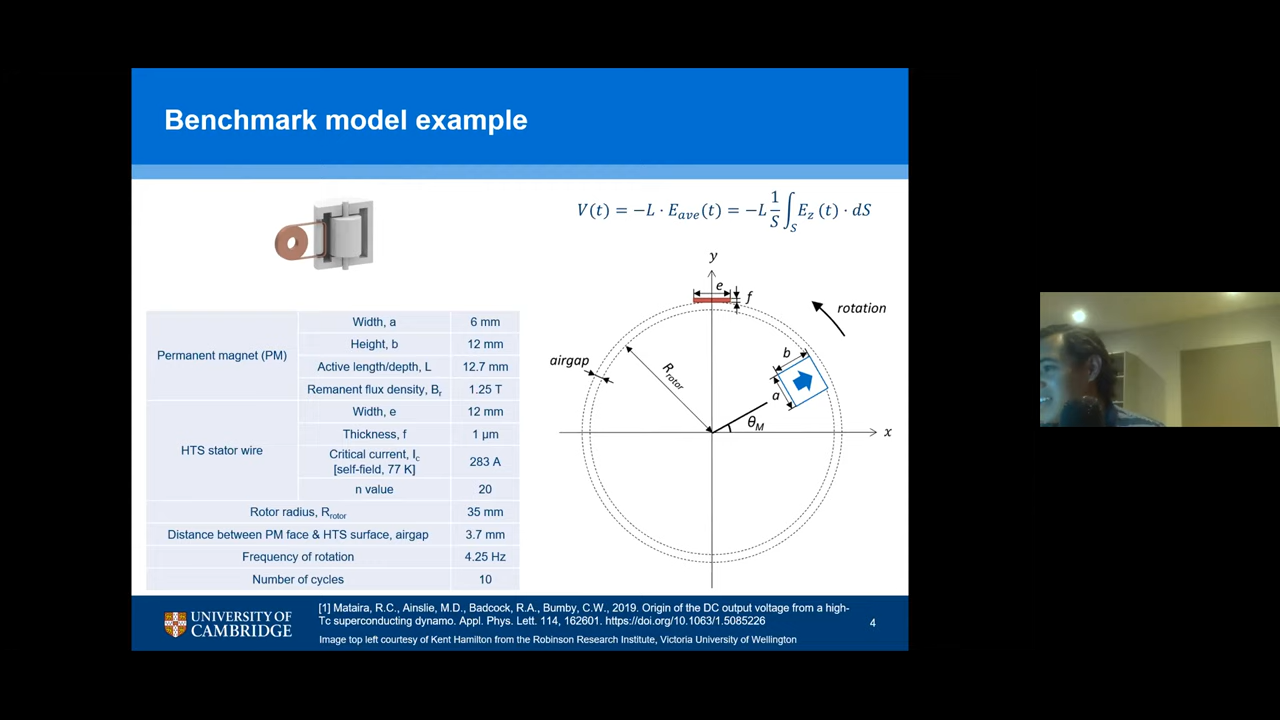 Benchmark model example
V(t) = −L · E_ave(t) = −L 1/S ∫_S E_z (t) · dS
Permanent magnet (PM)
Width, a 6 mm
Height, b 12 mm
Active length/depth, L 12.7 mm
Remanent flux density, B_r 1.25 T
HTS stator wire
Width, e 12 mm
Thickness, f 1 µm
Critical current, I_c
[self-field, 77 K] 283 A
n value 20
Rotor radius, R_rotor 35 mm
Distance between PM face & HTS surface, airgap 3.7 mm
Frequency of rotation 4.25 Hz
Number of cycles 10
y
e
f
rotation
airgap
R_rotor
b
a
θ_M
x
UNIVERSITY OF
CAMBRIDGE
[1] Mataira, R.C., Ainslie, M.D., Badcock, R.A., Bumby, C.W., 2019. Origin of the DC output voltage from a high-
Tc superconducting dynamo. Appl. Phys. Lett. 114, 162601. https://doi.org/10.1063/1.5085226
Image top left courtesy of Kent Hamilton from the Robinson Research Institute, Victoria University of Wellington
4